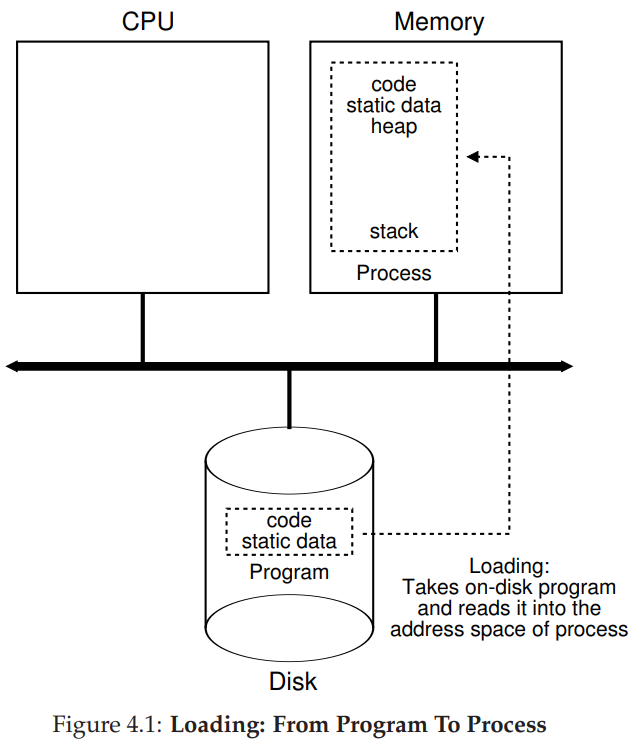 CPU
Memory
code
static data
heap
stack
Process
code
static data
Program
Loading:
Takes on-disk program
and reads it into the
address space of process
Disk
Figure 4.1: Loading: From Program To Process